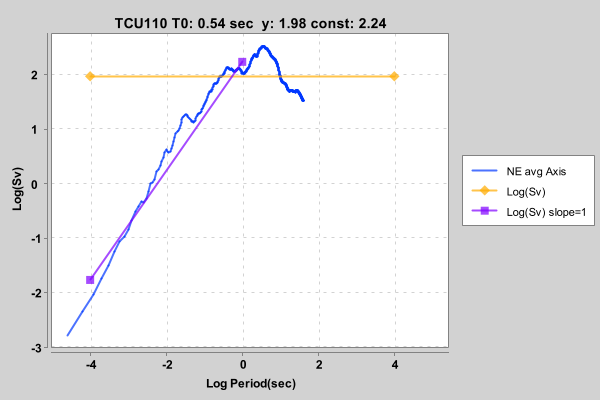 TCU110 T0: 0.54 sec y: 1.98 const: 2.24
Log(Sv)
2
1
0
-1
-2
-3
-4
-2
0
2
4
Log Period(sec)
NE avg Axis
Log(Sv)
Log(Sv) slope=1